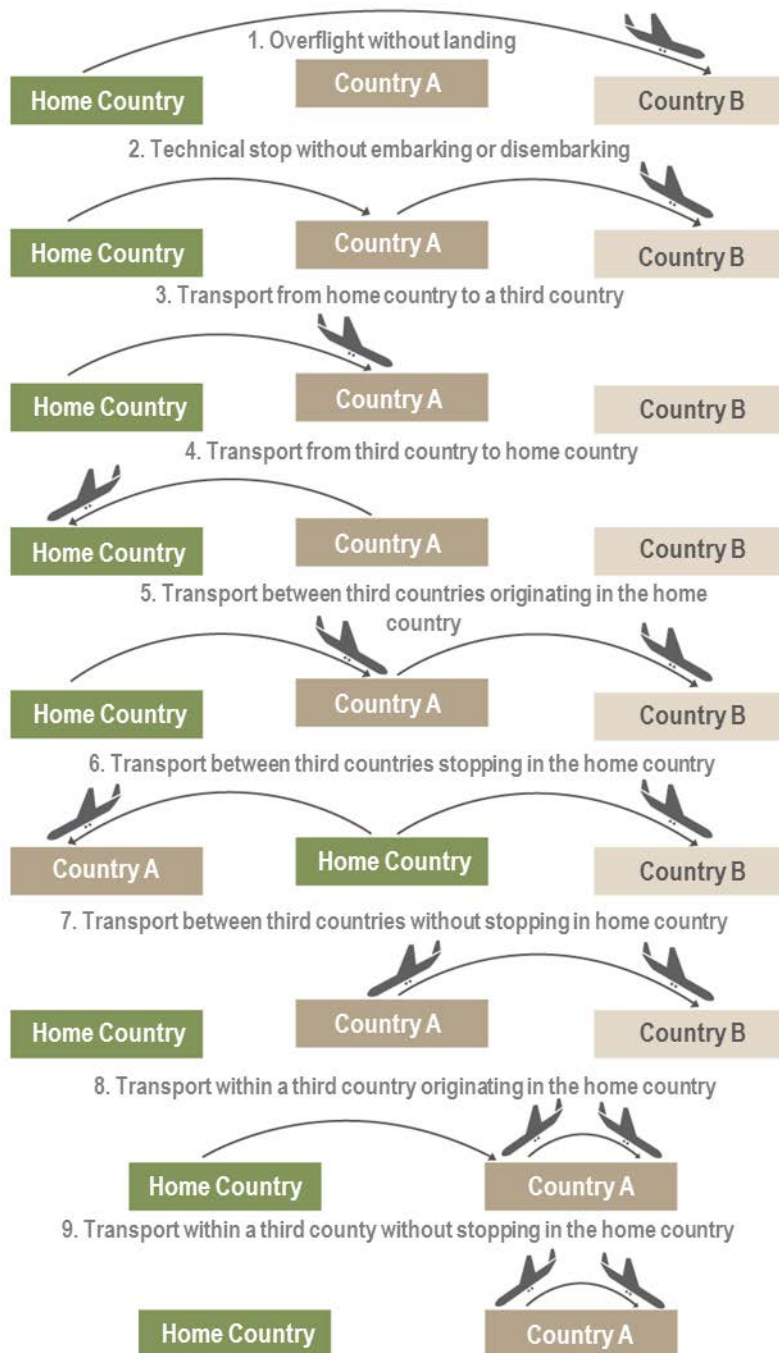 1. Overflight without landing
Home Country
Country A
Country B
2. Technical stop without embarking or disembarking
Home Country
Country A
Country B
3. Transport from home country to a third country
Home Country
Country A
Country B
4. Transport from third country to home country
Home Country
Country A
Country B
5. Transport between third countries originating in the home
country
Home Country
Country A
Country B
6. Transport between third countries stopping in the home country
Country A
Home Country
Country B
7. Transport between third countries without stopping in home country
Home Country
Country A
Country B
8. Transport within a third country originating in the home country
Home Country
Country A
9. Transport within a third county without stopping in the home country
Home Country
Country A